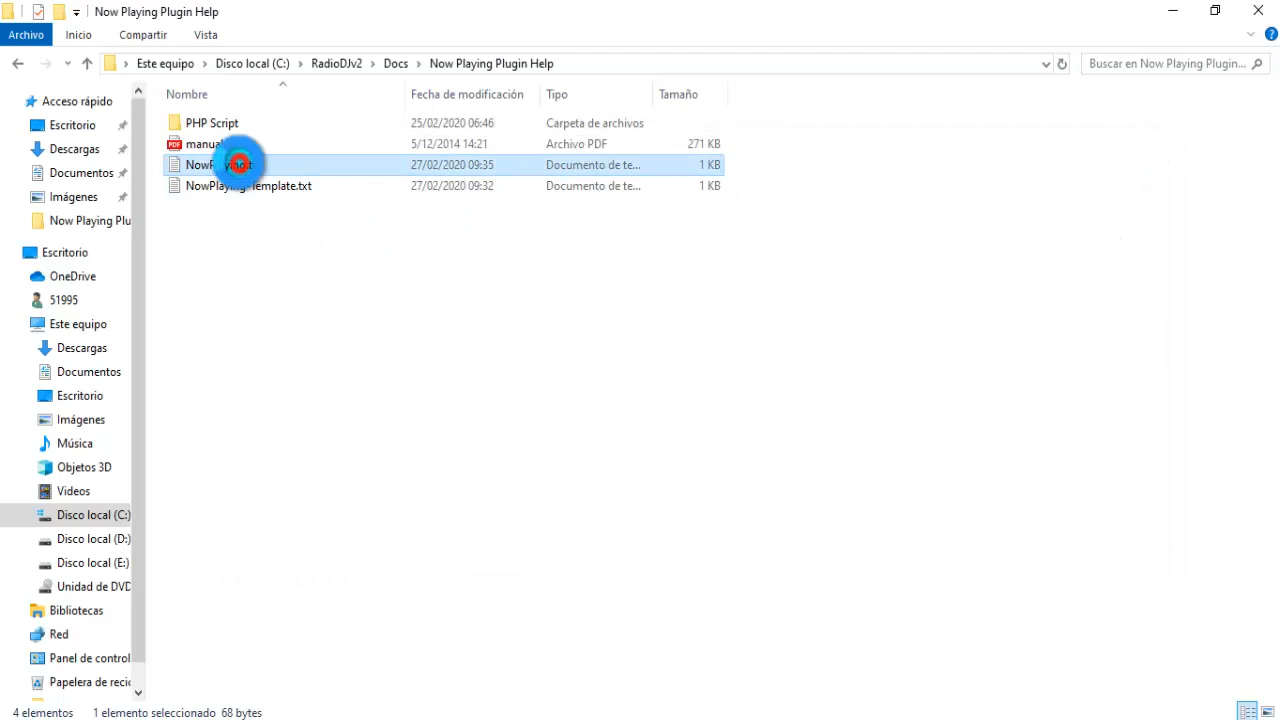 Now Playing Plugin Help
Archivo Inicio Compartir Vista
Este equipo Disco local (C:) RadioDJv2 Docs Now Playing Plugin Help Buscar en Now Playing Plugin...
Nombre Fecha de modificación Tipo Tamaño
PHP Script 25/02/2020 06:46 Carpeta de archivos
5/12/2014 14:21 Archivo PDF 271 KB
27/02/2020 09:35 Documento de te... 1 KB
NowPlaying-Template.txt 27/02/2020 09:32 Documento de te... 1 KB
Acceso rápido
Escritorio
Descargas
Documentos
Imágenes
Now Playing Plu
Escritorio
OneDrive
51995
Este equipo
Descargas
Documentos
Escritorio
Imágenes
Música
Objetos 3D
Videos
Disco local (C:)
Disco local (D:)
Disco local (E:)
Unidad de DVD
Bibliotecas
Red
Panel de control
Papelera de reci
4 elementos 1 elemento seleccionado 68 bytes